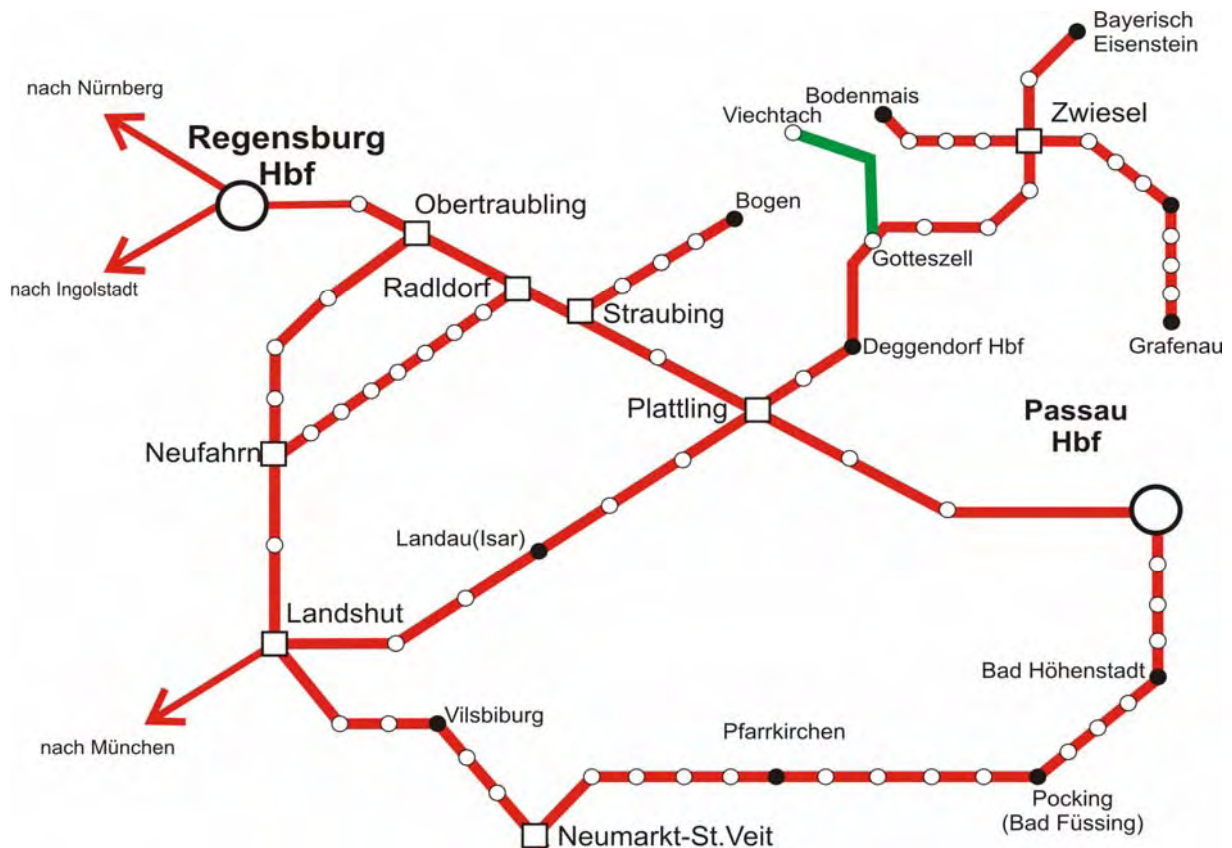 Bayerisch
Eisenstein
nach Nürnberg
Bodenmais
Viechtach
Zwiesel
Regensburg
Hbf
Obertraubling
Bogen
Gotteszell
nach Ingolstadt
Radldorf
Straubing
Deggendorf Hbf
Grafenau
Plattling
Passau
Hbf
Neufahrn
Landau(Isar)
Landshut
Bad Höhenstadt
Vilsbiburg
Pfarrkirchen
nach München
Pocking
(Bad Füssing)
Neumarkt-St.Veit